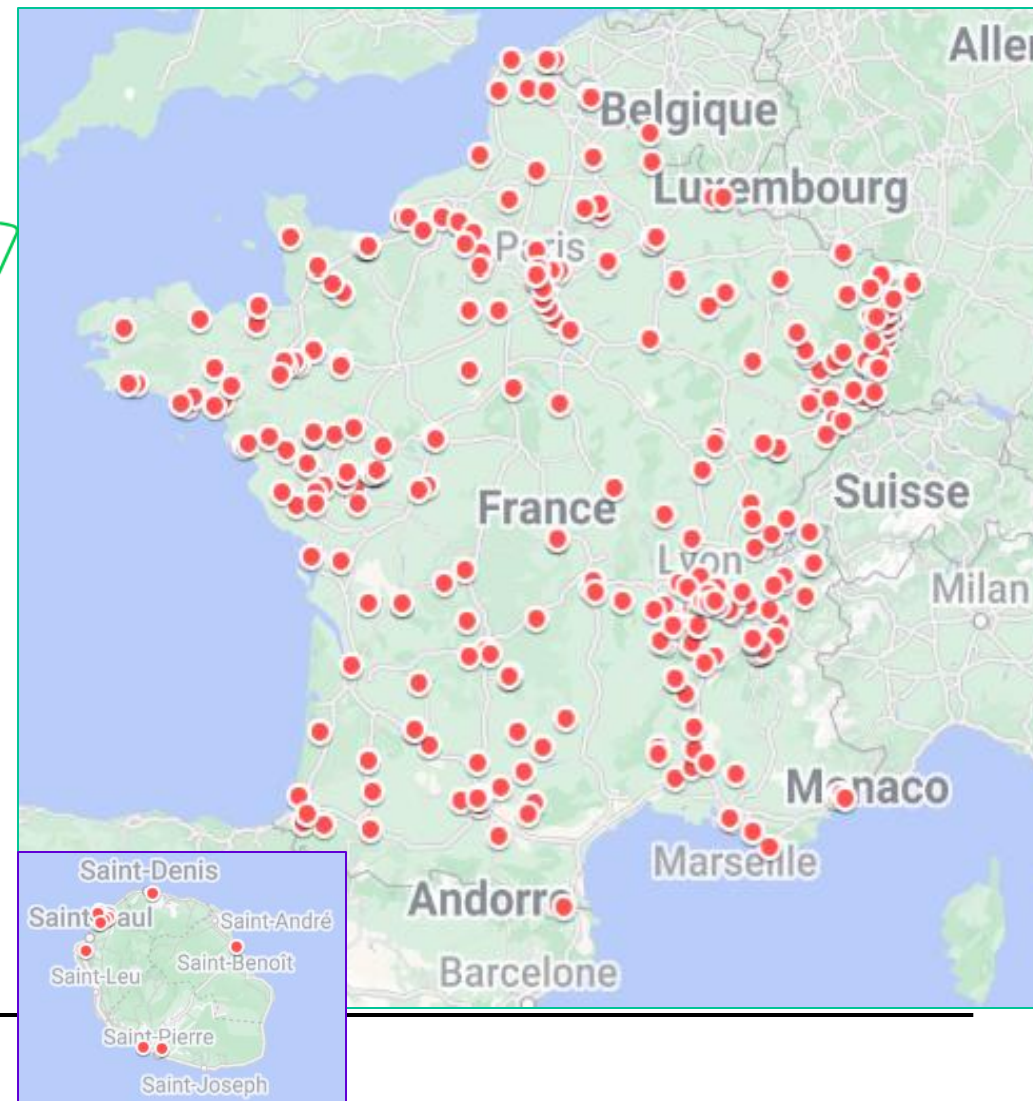 Aller
Belgique
Luxembourg
Paris
France
Suisse
Lyon
Milan
Monaco
Marseille
Andorre
Barcelone
Saint-Denis
Saint-Paul
Saint-André
Saint-Benoît
Saint-Leu
Saint-Pierre
Saint-Joseph